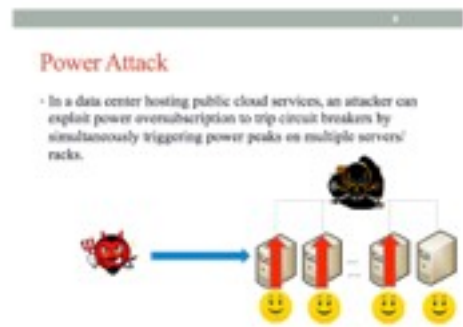 Power Attack
• In a data center hosting public cloud services, an attacker can
exploit power oversubscription to trip circuit breakers by
simultaneously triggering power peaks on multiple servers/
racks.